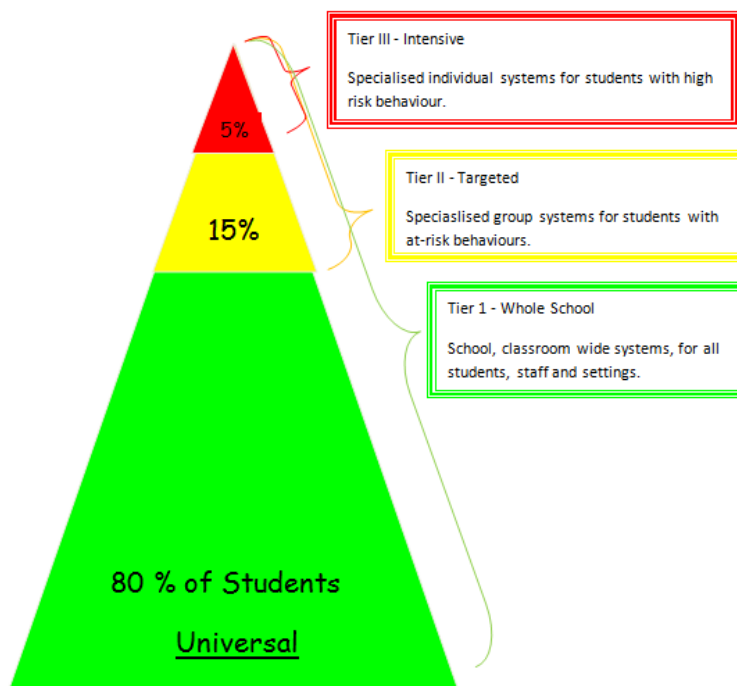 Tier III - Intensive
Specialised individual systems for students with high
risk behaviour.
5%
Tier II - Targeted
Speciaslised group systems for students with
at-risk behaviours.
15%
Tier 1 - Whole School
School, classroom wide systems, for all
students, staff and settings.
80 % of Students
Universal